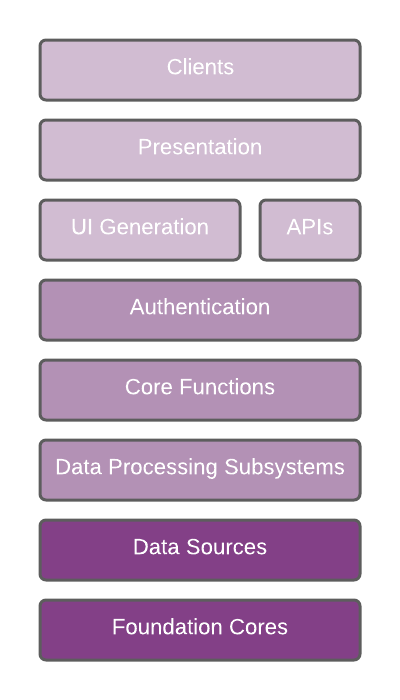 Clients
Presentation
UI Generation
APIs
Authentication
Core Functions
Data Processing Subsystems
Data Sources
Foundation Cores